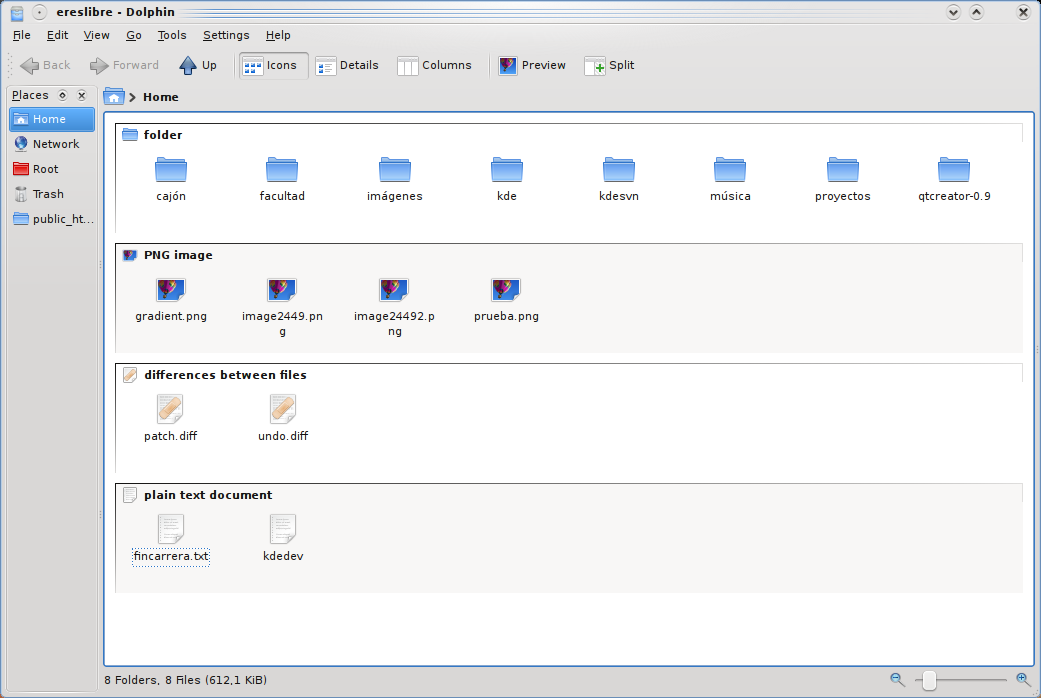 ereslibre - Dolphin
File Edit View Go Tools Settings Help
Back Forward Up Icons Details Columns Preview Split
Places
Home
Home
Network
Root
Trash
public_ht...
folder
cajón facultad imágenes kde kdesvn música proyectos qtcreator-0.9
PNG image
gradient.png image2449.pn image24492.p prueba.png
g ng
differences between files
patch.diff undo.diff
plain text document
fincarrera.txt kdedev
8 Folders, 8 Files (612,1 KiB)